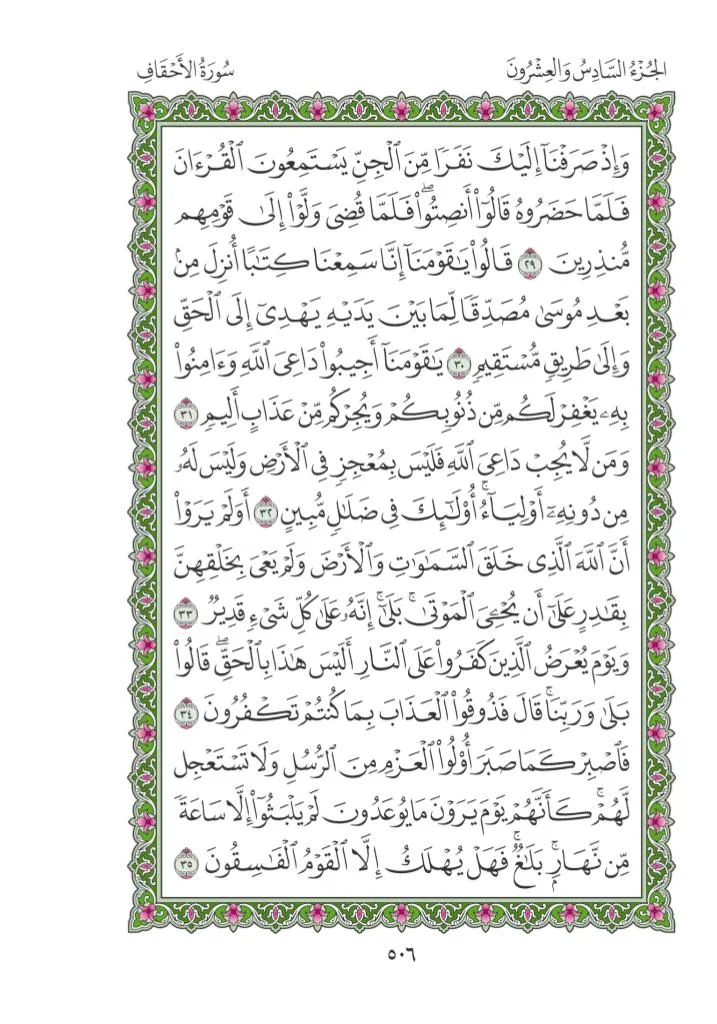 الجُزْءُ السَّادِسُ وَالعِشْرُونَ
سُورَةُ الأَحْقَافِ
وَإِذۡ صَرَفۡنَآ إِلَيۡكَ نَفَرٗا مِّنَ ٱلۡجِنِّ يَسۡتَمِعُونَ ٱلۡقُرۡءَانَ
فَلَمَّا حَضَرُوهُ قَالُوٓاْ أَنصِتُواْۖ فَلَمَّا قُضِيَ وَلَّوۡاْ إِلَىٰ قَوۡمِهِم
مُّنذِرِينَ ٢٩ قَالُواْ يَٰقَوۡمَنَآ إِنَّا سَمِعۡنَا كِتَٰبًا أُنزِلَ مِنۢ
بَعۡدِ مُوسَىٰ مُصَدِّقٗا لِّمَا بَيۡنَ يَدَيۡهِ يَهۡدِيٓ إِلَى ٱلۡحَقِّ
وَإِلَىٰ طَرِيقٖ مُّسۡتَقِيمٖ ٣٠ يَٰقَوۡمَنَآ أَجِيبُواْ دَاعِيَ ٱللَّهِ وَءَامِنُواْ
بِهِۦ يَغۡفِرۡ لَكُم مِّن ذُنُوبِكُمۡ وَيُجِرۡكُم مِّنۡ عَذَابٍ أَلِيمٖ ٣١
وَمَن لَّا يُجِبۡ دَاعِيَ ٱللَّهِ فَلَيۡسَ بِمُعۡجِزٖ فِي ٱلۡأَرۡضِ وَلَيۡسَ لَهُۥ
مِن دُونِهِۦٓ أَوۡلِيَآءُۚ أُوْلَٰٓئِكَ فِي ضَلَٰلٖ مُّبِينٍ ٣٢ أَوَلَمۡ يَرَوۡاْ
أَنَّ ٱللَّهَ ٱلَّذِي خَلَقَ ٱلسَّمَٰوَٰتِ وَٱلۡأَرۡضَ وَلَمۡ يَعۡيَ بِخَلۡقِهِنَّ
بِقَٰدِرٍ عَلَىٰٓ أَن يُحۡـِۧيَ ٱلۡمَوۡتَىٰۚ بَلَىٰٓۚ إِنَّهُۥ عَلَىٰ كُلِّ شَيۡءٖ قَدِيرٞ ٣٣
وَيَوۡمَ يُعۡرَضُ ٱلَّذِينَ كَفَرُواْ عَلَى ٱلنَّارِ أَلَيۡسَ هَٰذَا بِٱلۡحَقِّۖ قَالُواْ
بَلَىٰ وَرَبِّنَاۚ قَالَ فَذُوقُواْ ٱلۡعَذَابَ بِمَا كُنتُمۡ تَكۡفُرُونَ ٣٤
فَٱصۡبِرۡ كَمَا صَبَرَ أُوْلُواْ ٱلۡعَزۡمِ مِنَ ٱلرُّسُلِ وَلَا تَسۡتَعۡجِل
لَّهُمۡۚ كَأَنَّهُمۡ يَوۡمَ يَرَوۡنَ مَا يُوعَدُونَ لَمۡ يَلۡبَثُوٓاْ إِلَّا سَاعَةٗ
مِّن نَّهَارِۭۚ بَلَٰغٞۚ فَهَلۡ يُهۡلَكُ إِلَّا ٱلۡقَوۡمُ ٱلۡفَٰسِقُونَ ٣٥
٥٠٦